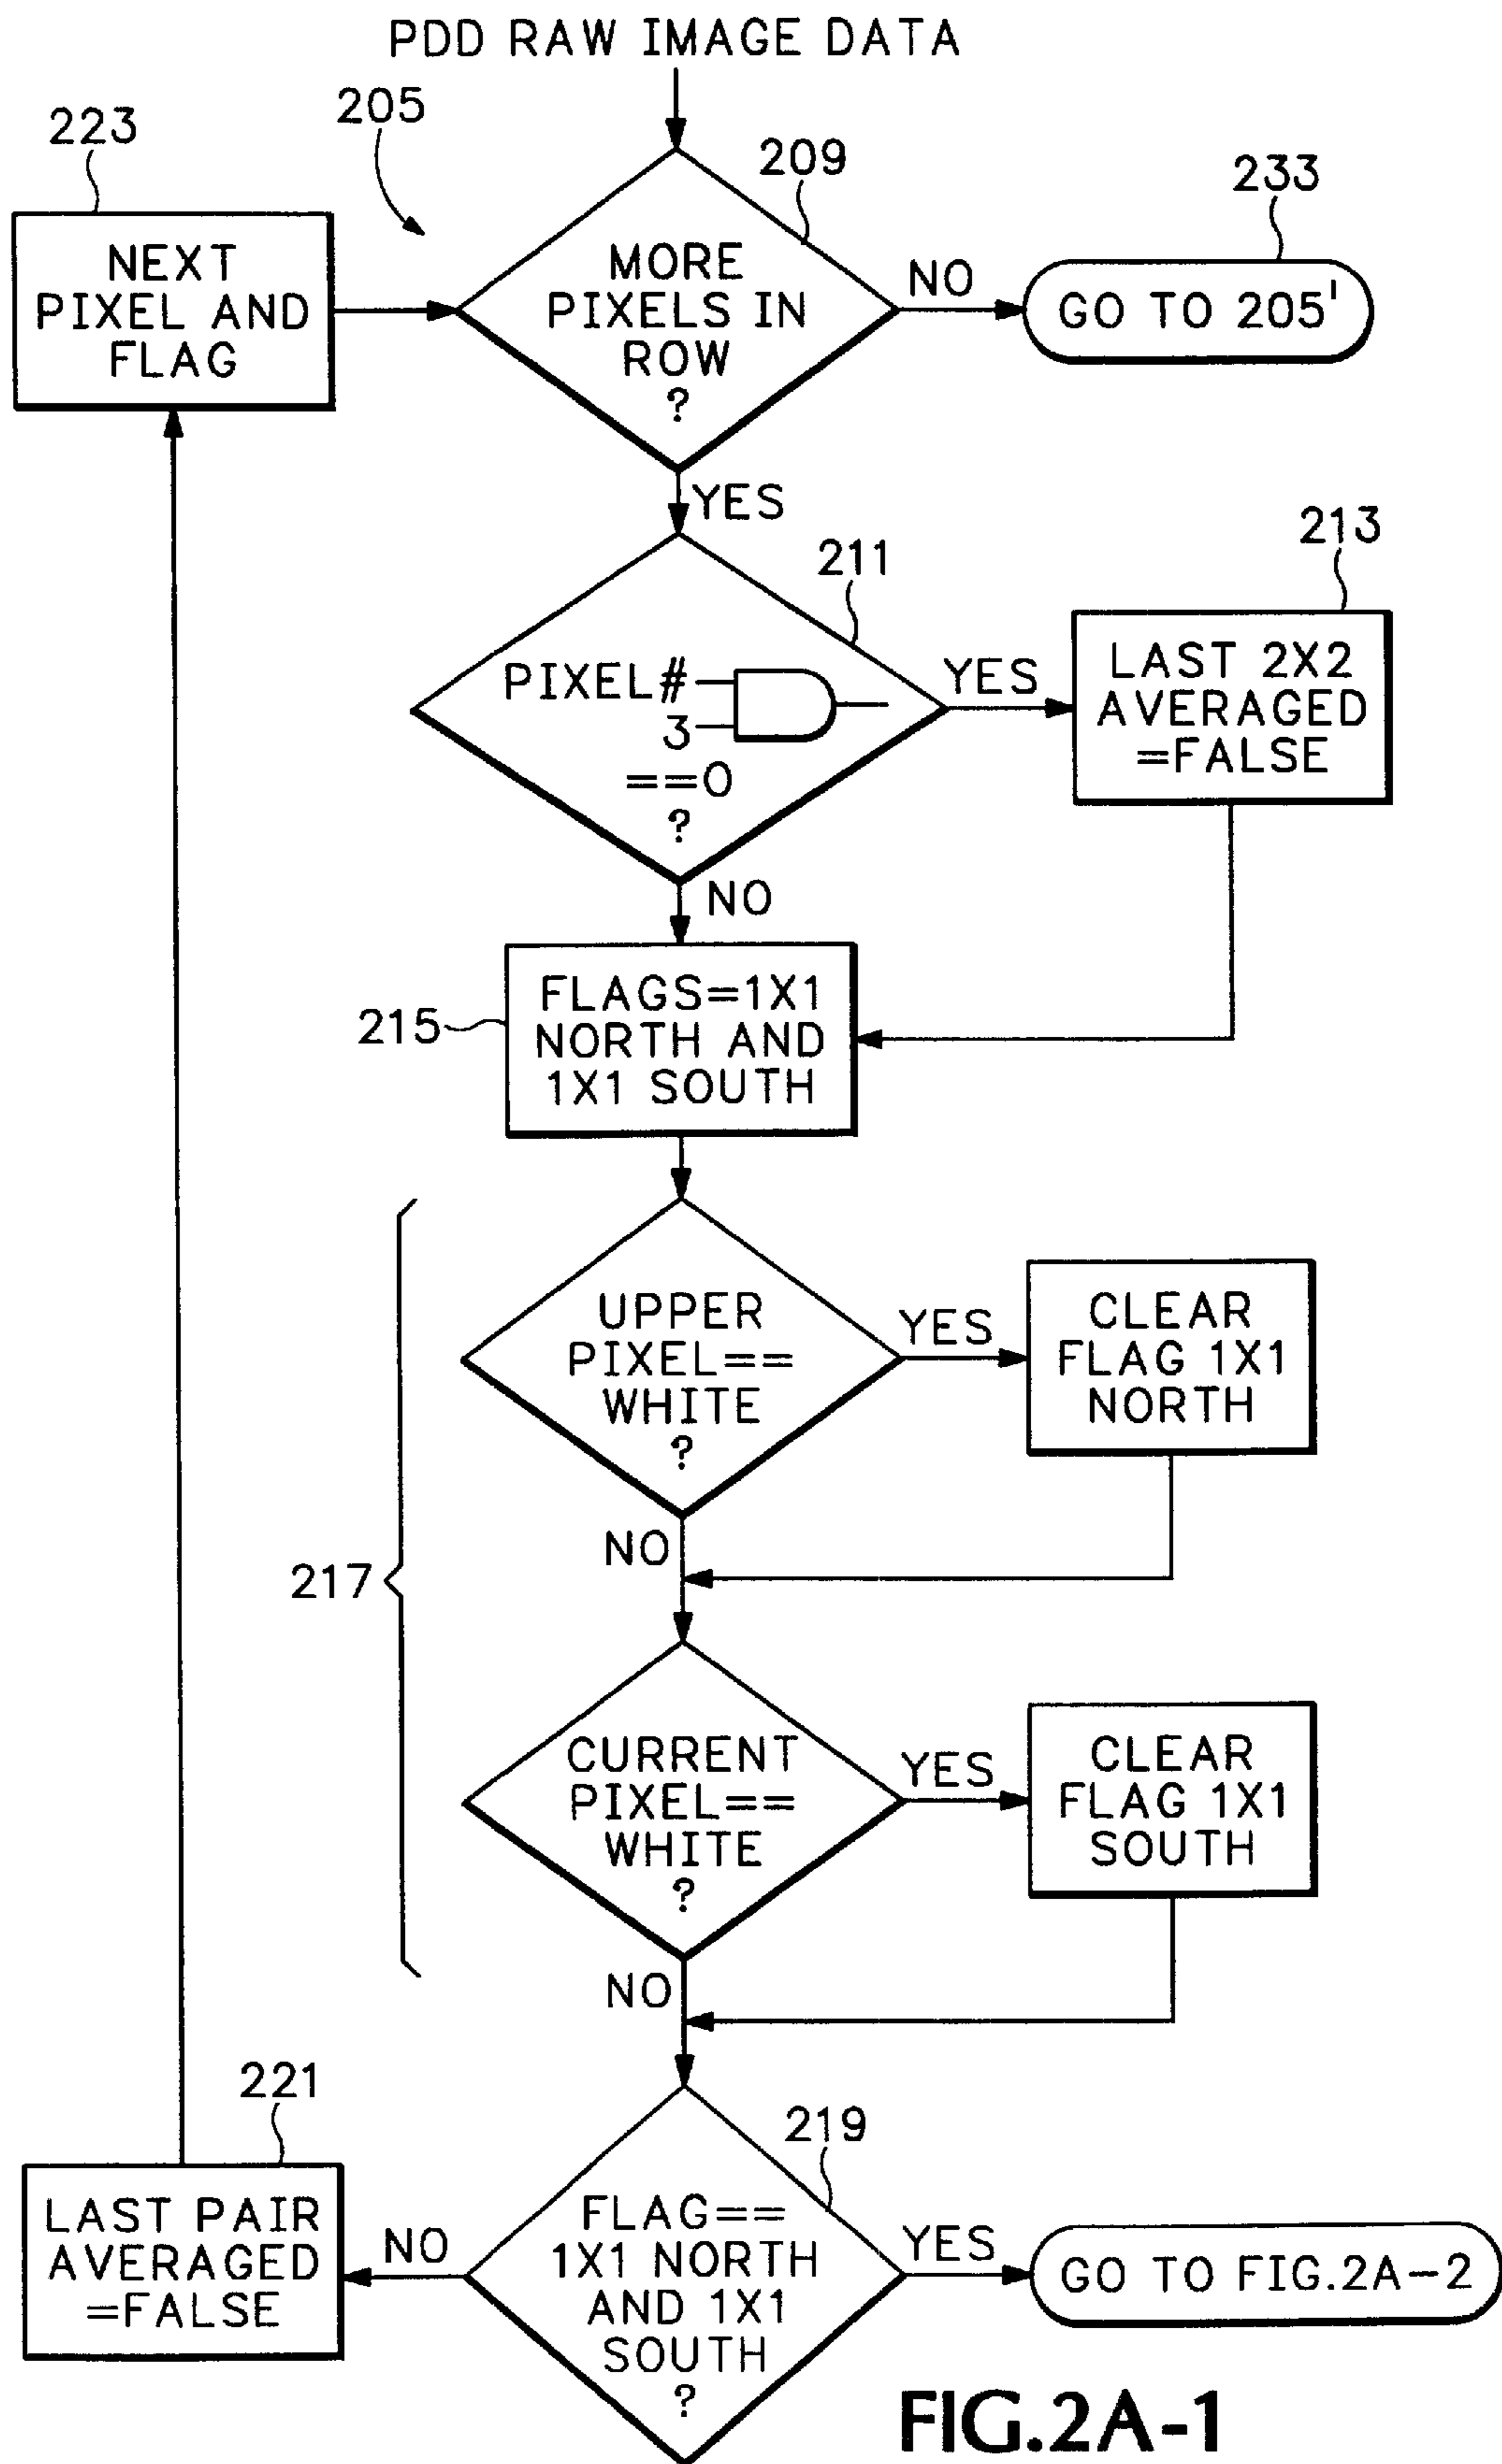 PDD RAW IMAGE DATA
205
223
209
233
NEXT
PIXEL AND
FLAG
MORE
PIXELS IN
ROW
?
NO
GO TO 205'
YES
211
213
PIXEL#
3
==0
?
YES
LAST 2X2
AVERAGED
=FALSE
NO
215
FLAGS=1X1
NORTH AND
1X1 SOUTH
217
UPPER
PIXEL==
WHITE
?
YES
CLEAR
FLAG 1X1
NORTH
NO
CURRENT
PIXEL==
WHITE
?
YES
CLEAR
FLAG 1X1
SOUTH
NO
221
219
LAST PAIR
AVERAGED
=FALSE
NO
FLAG==
1X1 NORTH
AND 1X1
SOUTH
?
YES
GO TO FIG.2A-2
FIG.2A-1